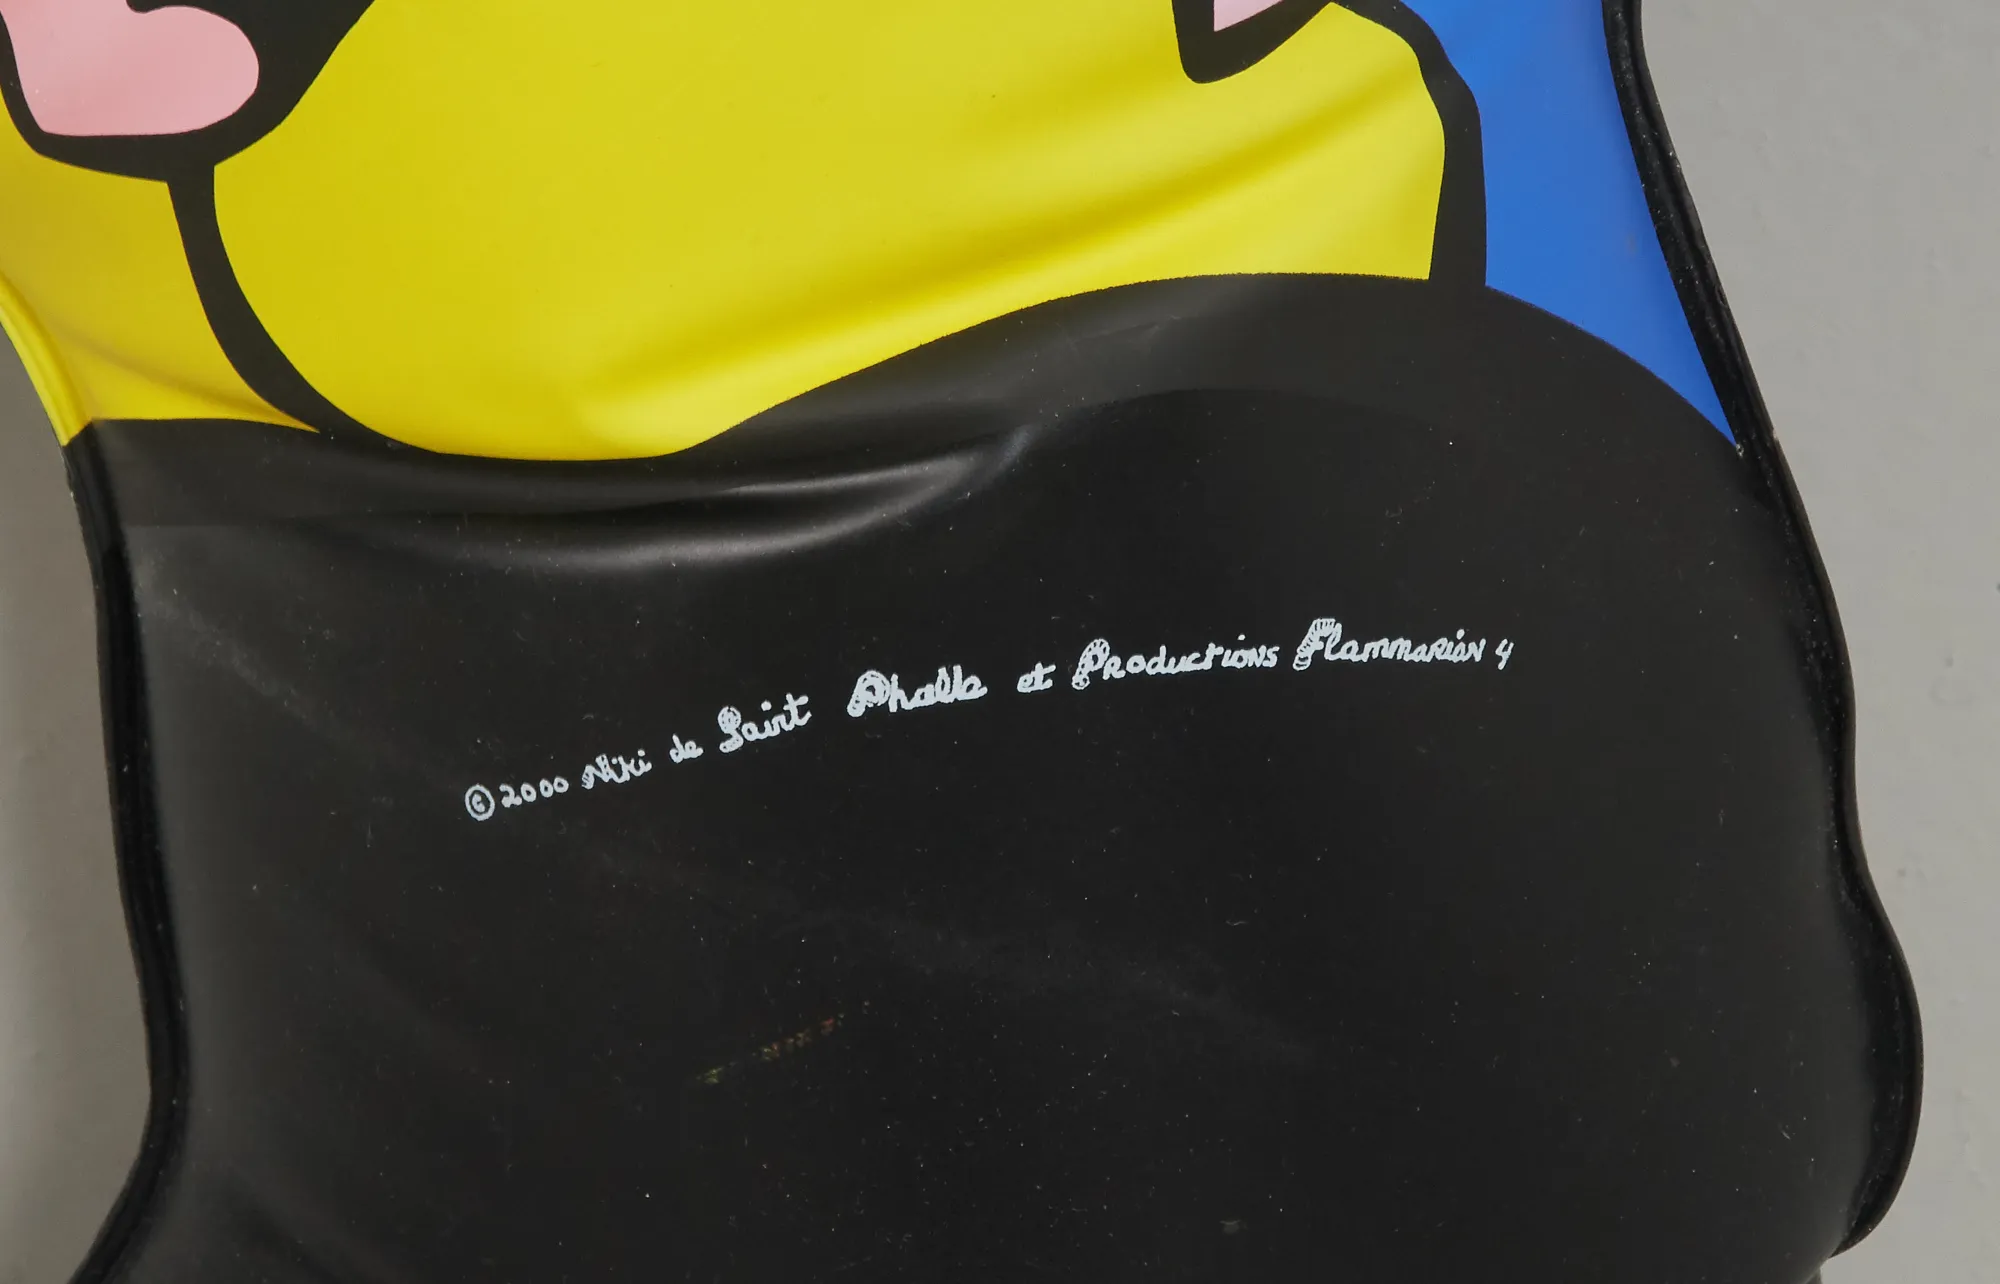 © 2000 Niki de Saint Phalle et Productions Flammarion 4